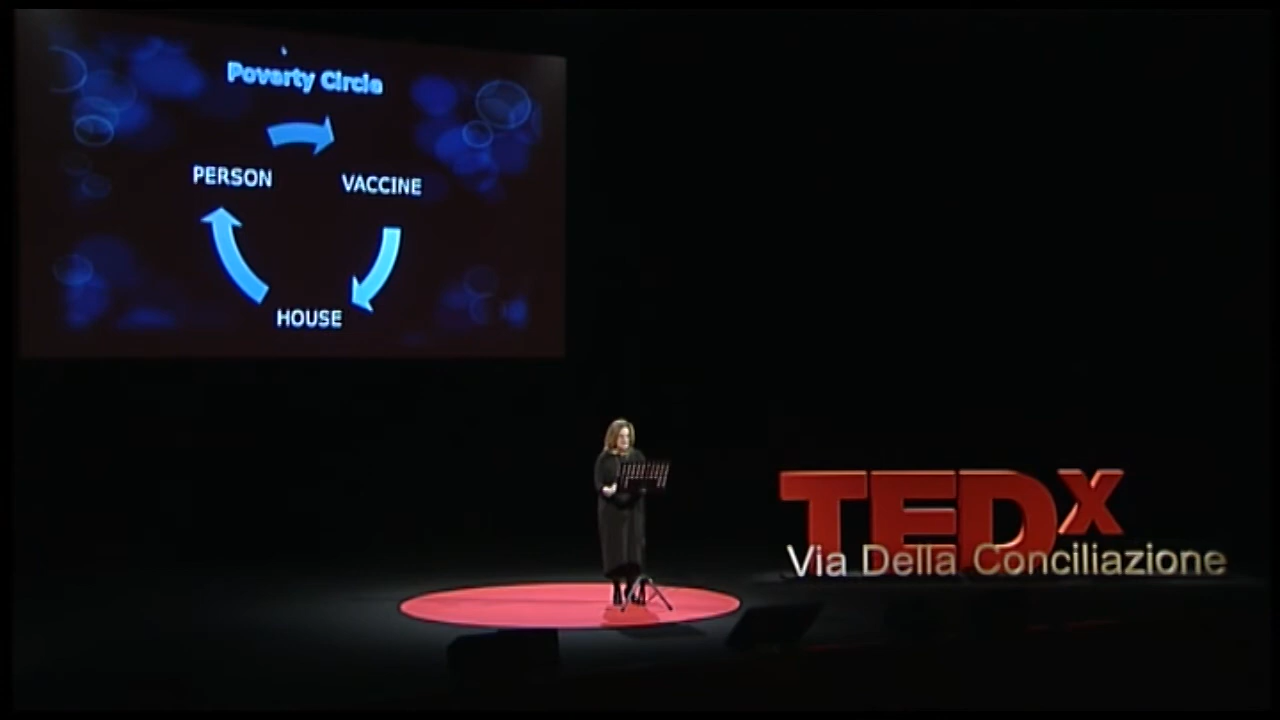 Poverty Circle
PERSON
VACCINE
HOUSE
TEDx
Via Della Conciliazione